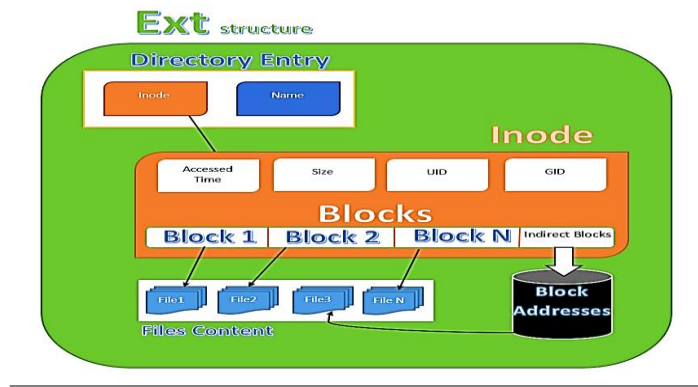 Ext structure
Directory Entry
Inode
Name
Inode
Accessed
Time
Size
UID
GID
Blocks
Block 1
Block 2
Block N
Indirect Blocks
Block
Addresses
File1
File2
File3
File N
Files Content